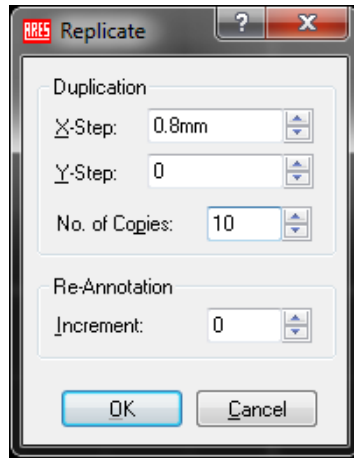 ARES Replicate ? X
Duplication
X-Step: 0.8mm
Y-Step: 0
No. of Copies: 10
Re-Annotation
Increment: 0
OK Cancel